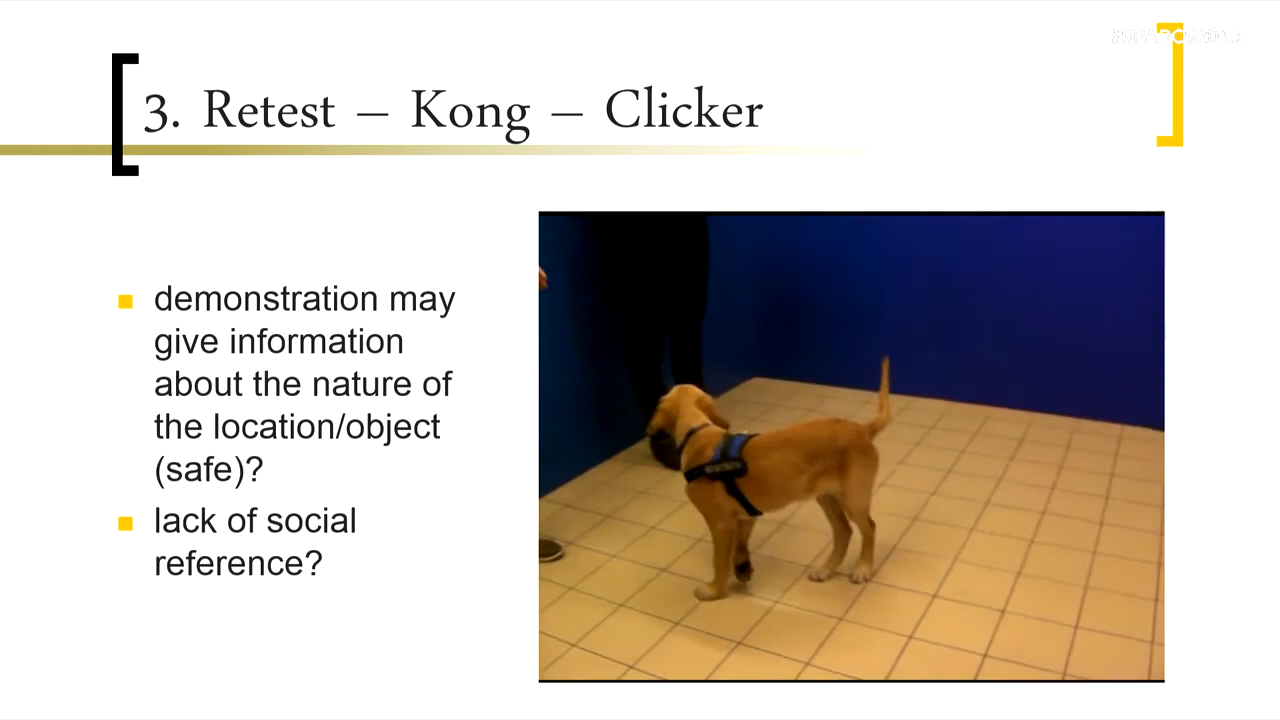 3. Retest – Kong – Clicker
demonstration may
give information
about the nature of
the location/object
(safe)?
lack of social
reference?